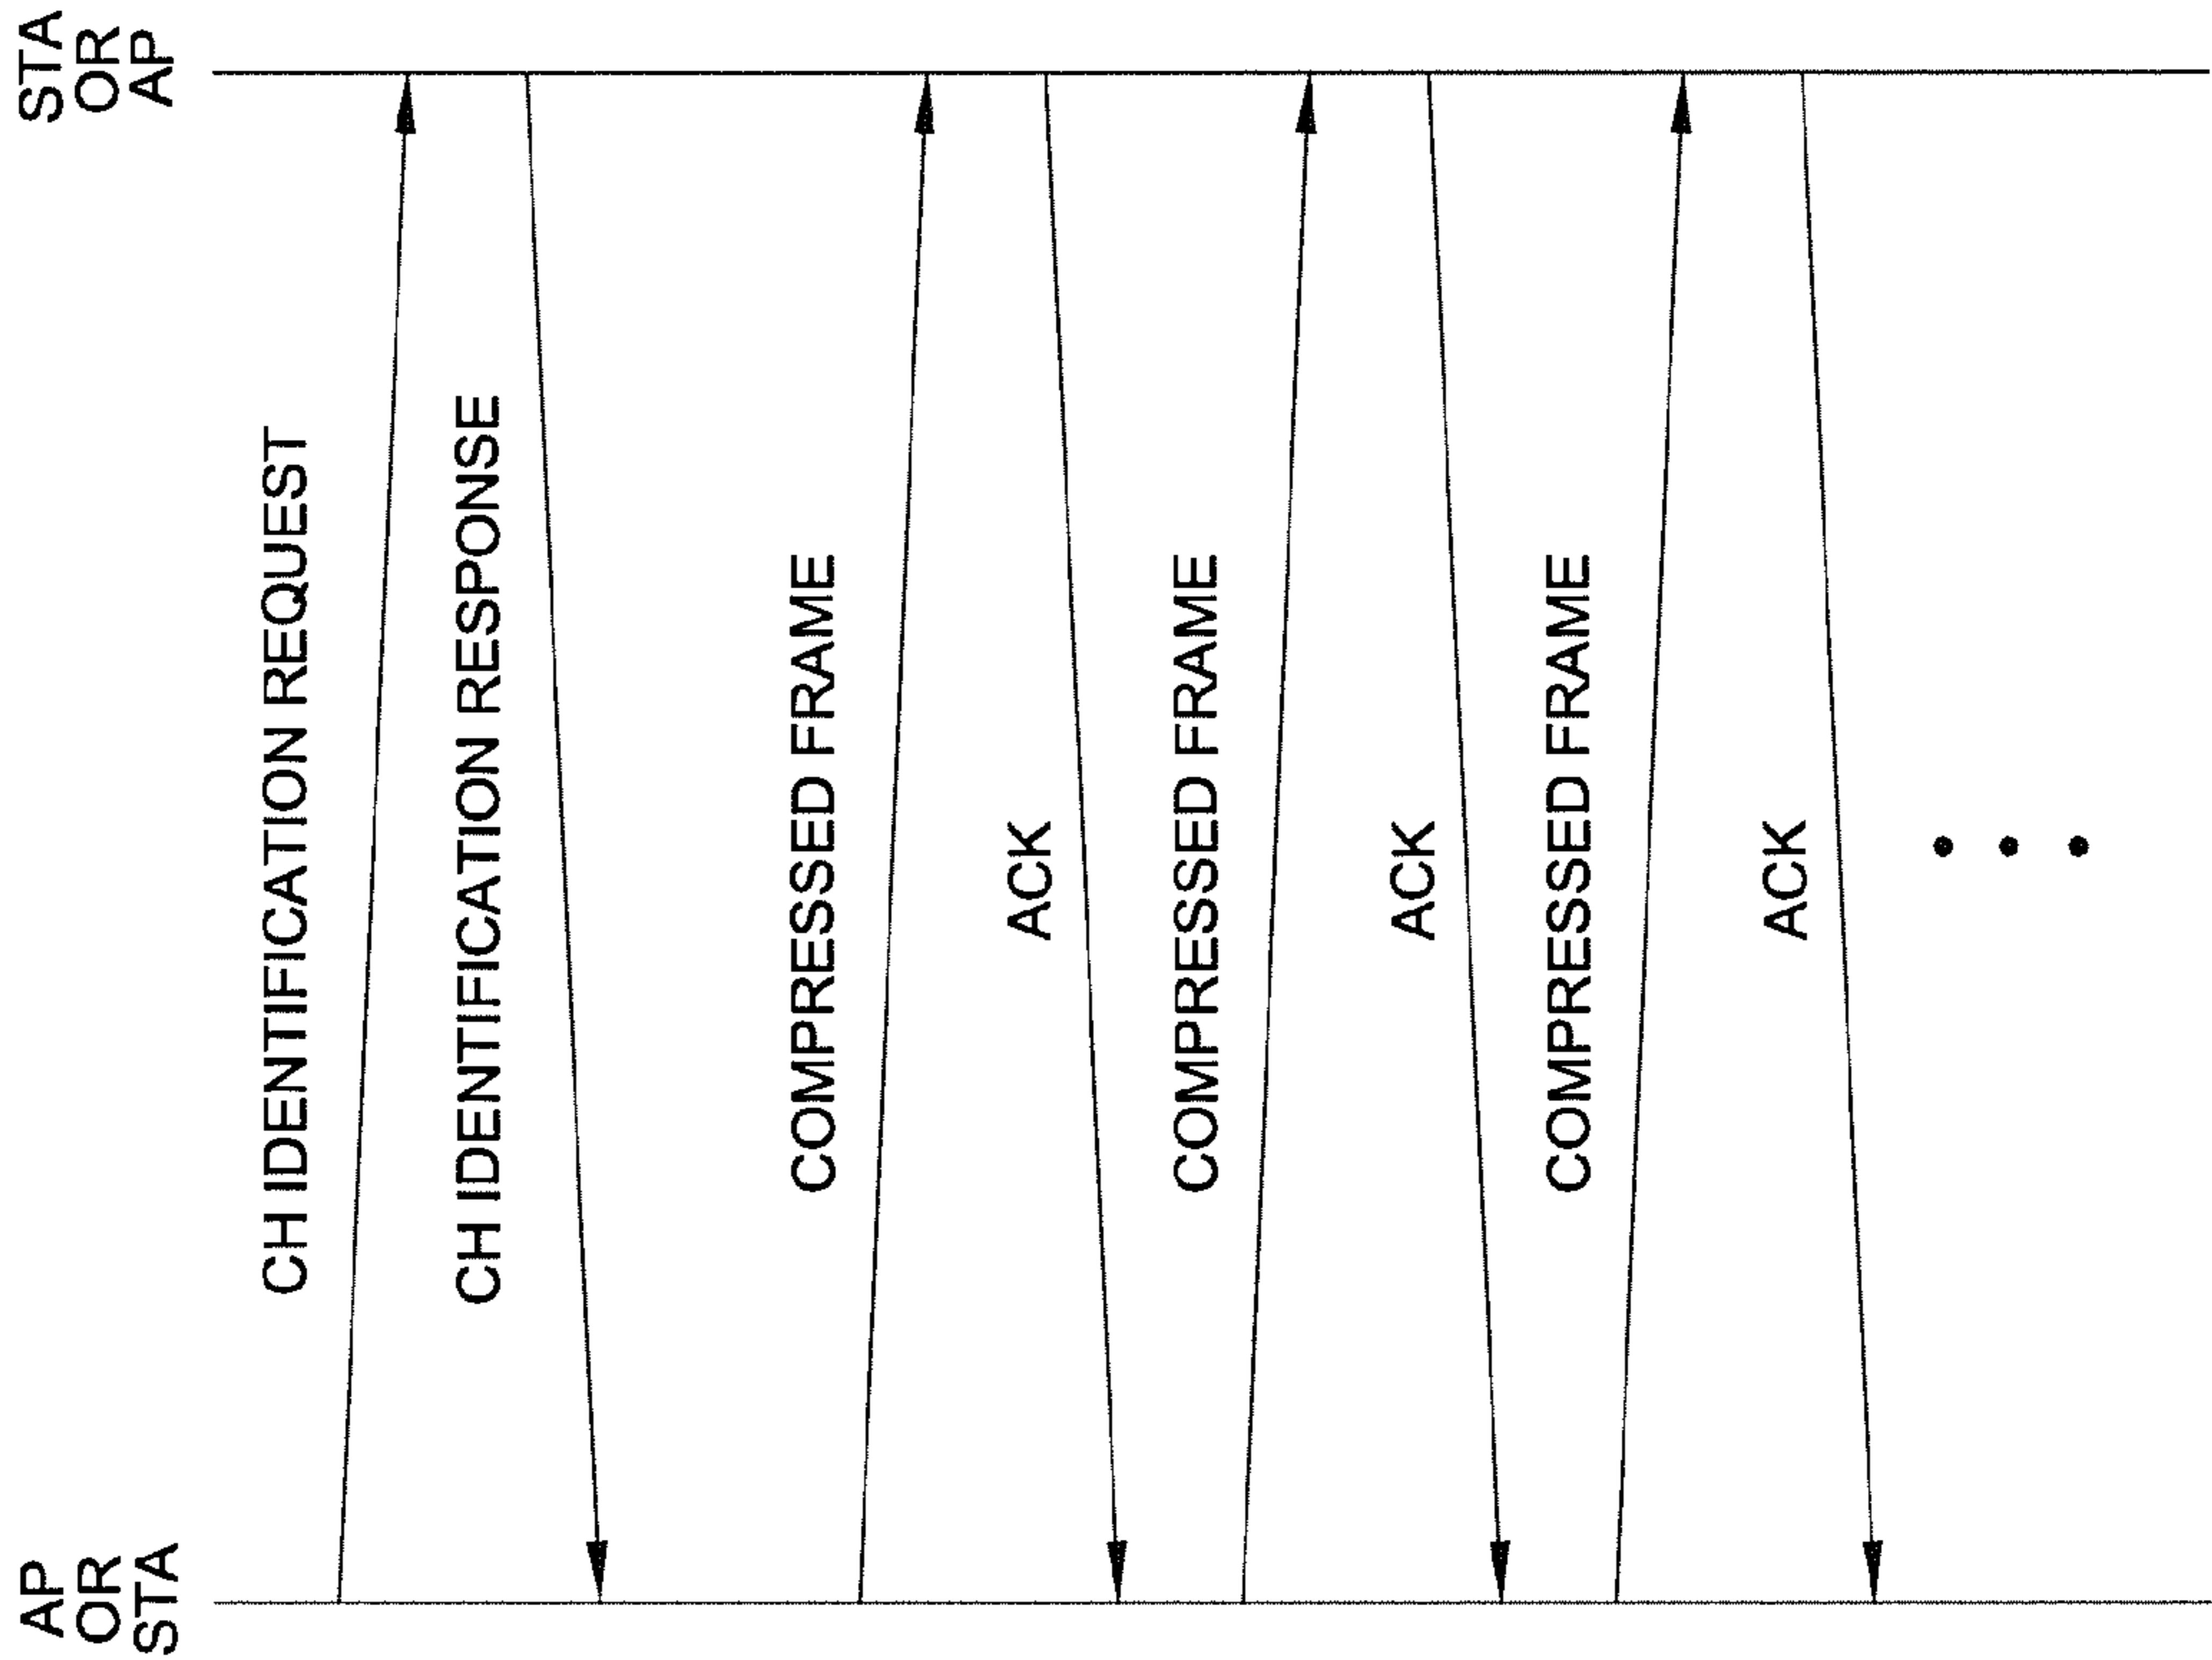 AP
OR
STA
STA
OR
AP
CH IDENTIFICATION REQUEST
CH IDENTIFICATION RESPONSE
COMPRESSED FRAME
ACK
COMPRESSED FRAME
ACK
COMPRESSED FRAME
ACK